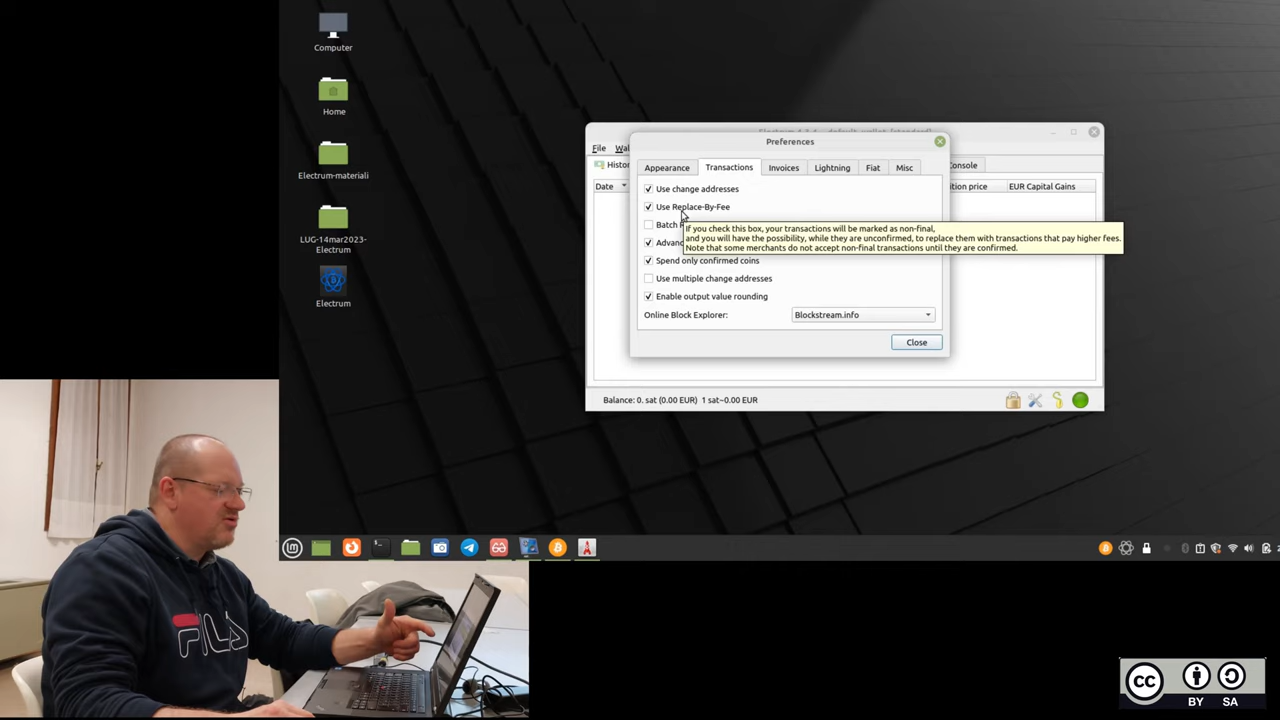 Computer
Home
Electrum-materiali
LUG-14mar2023-
Electrum
Electrum
Preferences
File
Histor
Console
Appearance
Transactions
Invoices
Lightning
Fiat
Misc
Date
EUR Capital Gains
Use change addresses
Use Replace-By-Fee
Batch
If you check this box, your transactions will be marked as non-final,
and you will have the possibility, while they are unconfirmed, to replace them with transactions that pay higher fees.
Note that some merchants do not accept non-final transactions until they are confirmed.
Spend only confirmed coins
Use multiple change addresses
Enable output value rounding
Online Block Explorer:
Blockstream.info
Close
Balance: 0. sat (0.00 EUR) 1 sat~0.00 EUR
FILA
CC
BY SA